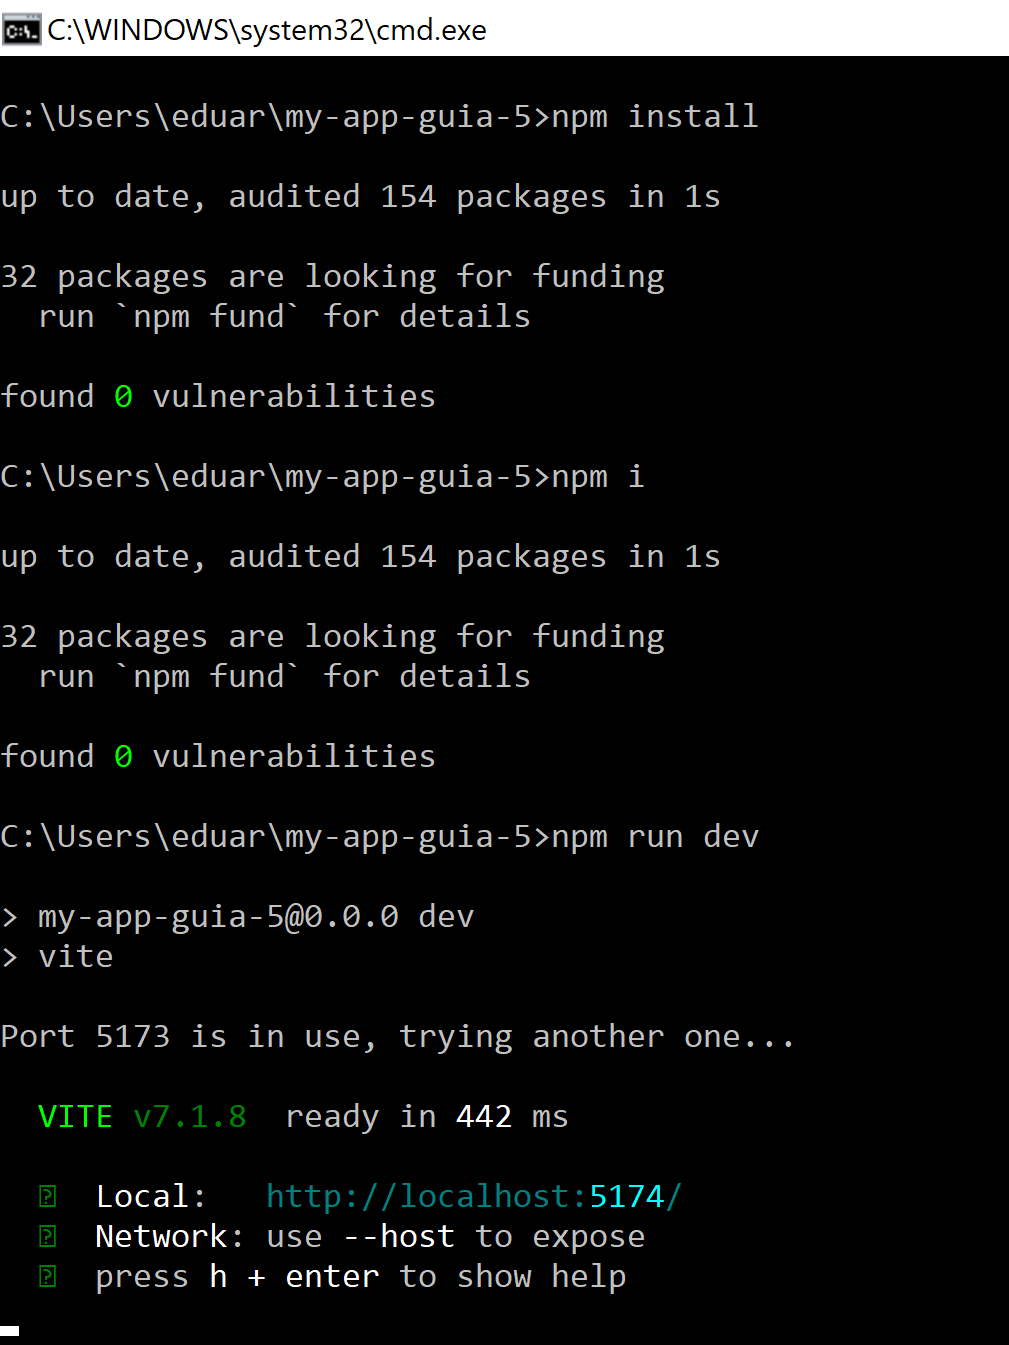 C:\WINDOWS\system32\cmd.exe
C:\Users\eduar\my-app-guia-5>npm install
up to date, audited 154 packages in 1s
32 packages are looking for funding
run `npm fund` for details
found 0 vulnerabilities
C:\Users\eduar\my-app-guia-5>npm i
up to date, audited 154 packages in 1s
32 packages are looking for funding
run `npm fund` for details
found 0 vulnerabilities
C:\Users\eduar\my-app-guia-5>npm run dev
> my-app-guia-5@0.0.0 dev
> vite
Port 5173 is in use, trying another one...
VITE v7.1.8 ready in 442 ms
Local: http://localhost:5174/
Network: use --host to expose
press h + enter to show help